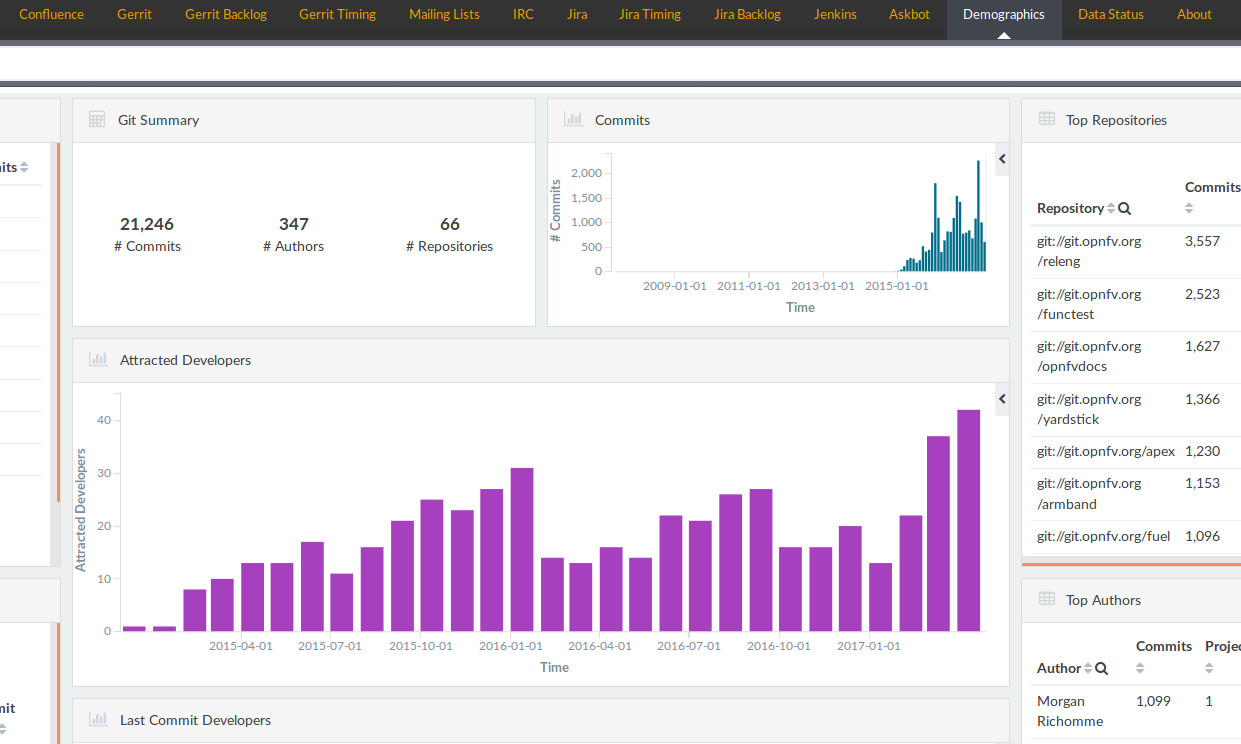 Confluence Gerrit Gerrit Backlog Gerrit Timing Mailing Lists IRC Jira Jira Timing Jira Backlog Jenkins Askbot Demographics Data Status About
its
nit
Git Summary
21,246 347 66
# Commits # Authors # Repositories
Commits
# Commits
2,000
1,500
1,000
500
0
2009-01-01 2011-01-01 2013-01-01 2015-01-01
Time
Attracted Developers
Attracted Developers
40
30
20
10
0
2015-04-01 2015-07-01 2015-10-01 2016-01-01 2016-04-01 2016-07-01 2016-10-01 2017-01-01
Time
Last Commit Developers
Top Repositories
Commits
Repository
git://git.opnfv.org 3,557
/releng
git://git.opnfv.org 2,523
/functest
git://git.opnfv.org 1,627
/opnfvdocs
git://git.opnfv.org 1,366
/yardstick
git://git.opnfv.org/apex 1,230
git://git.opnfv.org 1,153
/armband
git://git.opnfv.org/fuel 1,096
Top Authors
Commits Projec
Author
Morgan 1,099 1
Richomme